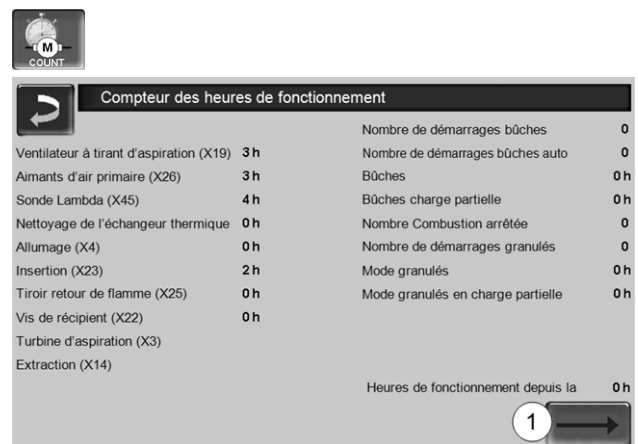 M
COUNT
Compteur des heures de fonctionnement
Ventilateur à tirant d'aspiration (X19) 3 h
Aimants d'air primaire (X26) 3 h
Sonde Lambda (X45) 4 h
Nettoyage de l'échangeur thermique 0 h
Allumage (X4) 0 h
Insertion (X23) 2 h
Tiroir retour de flamme (X25) 0 h
Vis de récipient (X22) 0 h
Turbine d'aspiration (X3)
Extraction (X14)
Nombre de démarrages bûches 0
Nombre de démarrages bûches auto 0
Bûches 0 h
Bûches charge partielle 0 h
Nombre Combustion arrêtée 0
Nombre de démarrages granulés 0
Mode granulés 0 h
Mode granulés en charge partielle 0 h
Heures de fonctionnement depuis la 0 h
1